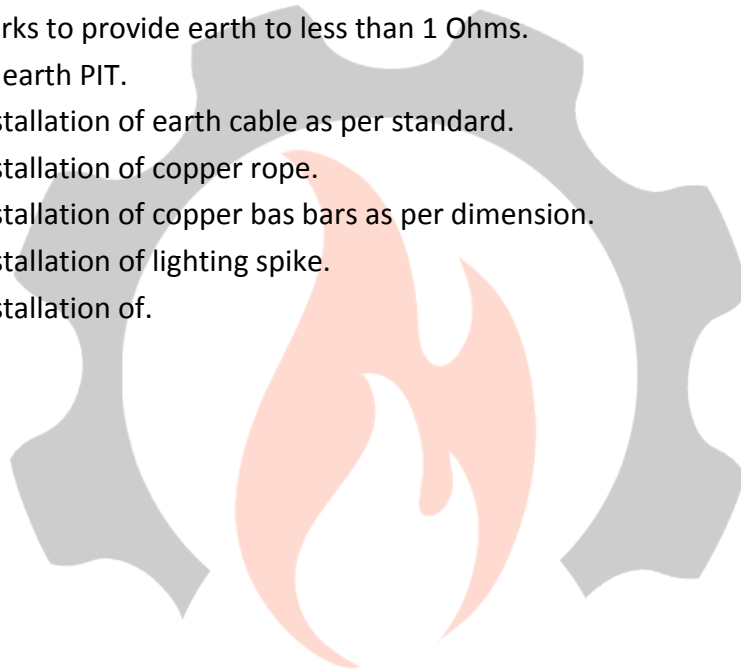 rks to provide earth to less than 1 Ohms.
earth PIT.
stallation of earth cable as per standard.
stallation of copper rope.
stallation of copper bas bars as per dimension.
stallation of lighting spike.
stallation of.